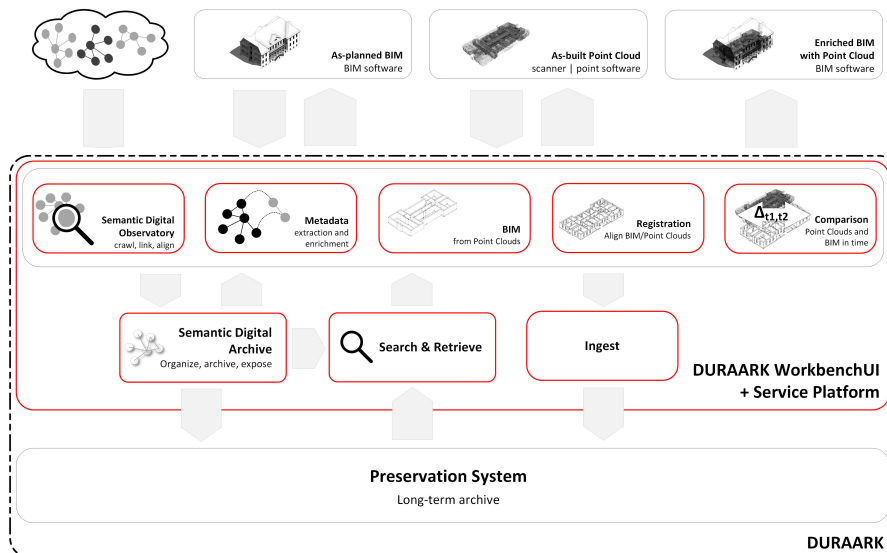 As-planned BIM
BIM software
As-built Point Cloud
scanner | point software
Enriched BIM
with Point Cloud
BIM software
Semantic Digital
Observatory
crawl, link, align
Metadata
extraction and
enrichment
BIM
from Point Clouds
Registration
Align BIM/Point Clouds
Δt1,t2
Comparison
Point Clouds and
BIM in time
Semantic Digital
Archive
Organize, archive, expose
Search & Retrieve
Ingest
DURAARK WorkbenchUI
+ Service Platform
Preservation System
Long-term archive
DURAARK